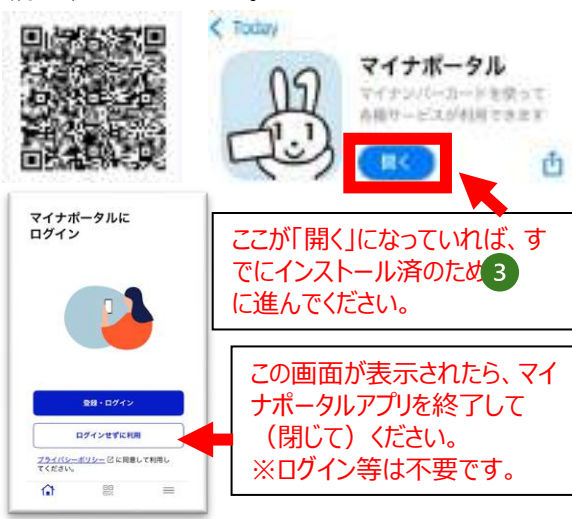 Today
マイナポータル
マイナンバーカードを使って
各種サービスが利用できます
開く
マイナポータルに
ログイン
登録・ログイン
ログインせずに利用
プライバシーポリシー に同意して利用し
てください。
ここが「開く」になっていれば、す
でにインストール済のため 3
に進んでください。
この画面が表示されたら、マイ
ナポータルアプリを終了して
（閉じて）ください。
※ログイン等は不要です。